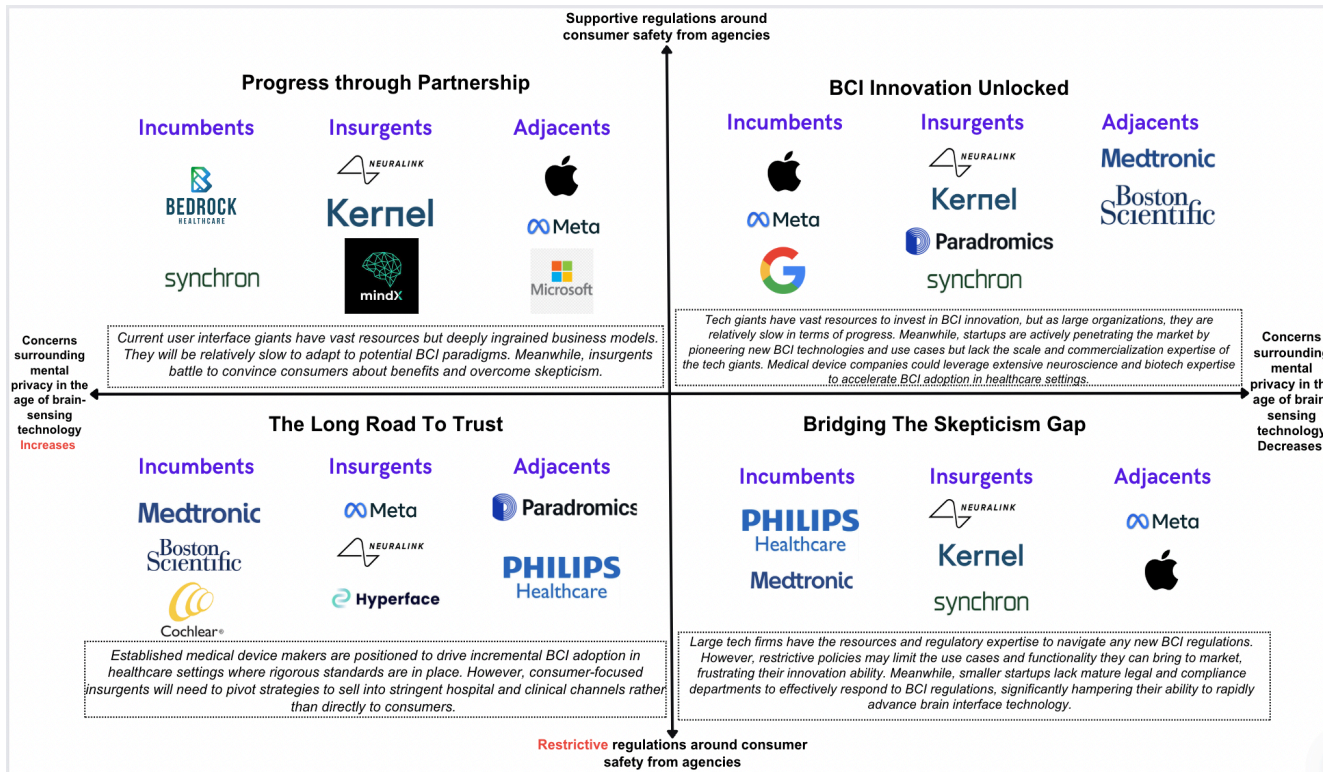 Supportive regulations around
consumer safety from agencies
Progress through Partnership
Incumbents
Insurgents
Adjacents
BEDROCK
HEALTHCARE
synchron
NEURALINK
Kernel
mindX
Meta
Microsoft
Current user interface giants have vast resources but deeply ingrained business models.
They will be relatively slow to adapt to potential BCI paradigms. Meanwhile, insurgents
battle to convince consumers about benefits and overcome skepticism.
BCI Innovation Unlocked
Incumbents
Insurgents
Adjacents
Meta
G
NEURALINK
Kernel
Paradromics
synchron
Medtronic
Boston
Scientific
Tech giants have vast resources to invest in BCI innovation, but as large organizations, they are
relatively slow in terms of progress. Meanwhile, startups are actively penetrating the market by
pioneering new BCI technologies and use cases but lack the scale and commercialization expertise of
the tech giants. Medical device companies could leverage extensive neuroscience and biotech expertise
to accelerate BCI adoption in healthcare settings.
Concerns
surrounding
mental
privacy in the
age of brain-
sensing
technology
Increases
Concerns
surrounding
mental
privacy in the
age of brain-
sensing
technology
Decreases
The Long Road To Trust
Incumbents
Insurgents
Adjacents
Medtronic
Boston
Scientific
Cochlear®
Meta
NEURALINK
Hyperface
Paradromics
PHILIPS
Healthcare
Established medical device makers are positioned to drive incremental BCI adoption in
healthcare settings where rigorous standards are in place. However, consumer-focused
insurgents will need to pivot strategies to sell into stringent hospital and clinical channels rather
than directly to consumers.
Bridging The Skepticism Gap
Incumbents
Insurgents
Adjacents
PHILIPS
Healthcare
Medtronic
NEURALINK
Kernel
synchron
Meta
Large tech firms have the resources and regulatory expertise to navigate any new BCI regulations.
However, restrictive policies may limit the use cases and functionality they can bring to market,
frustrating their innovation ability. Meanwhile, smaller startups lack mature legal and compliance
departments to effectively respond to BCI regulations, significantly hampering their ability to rapidly
advance brain interface technology.
Restrictive regulations around consumer
safety from agencies